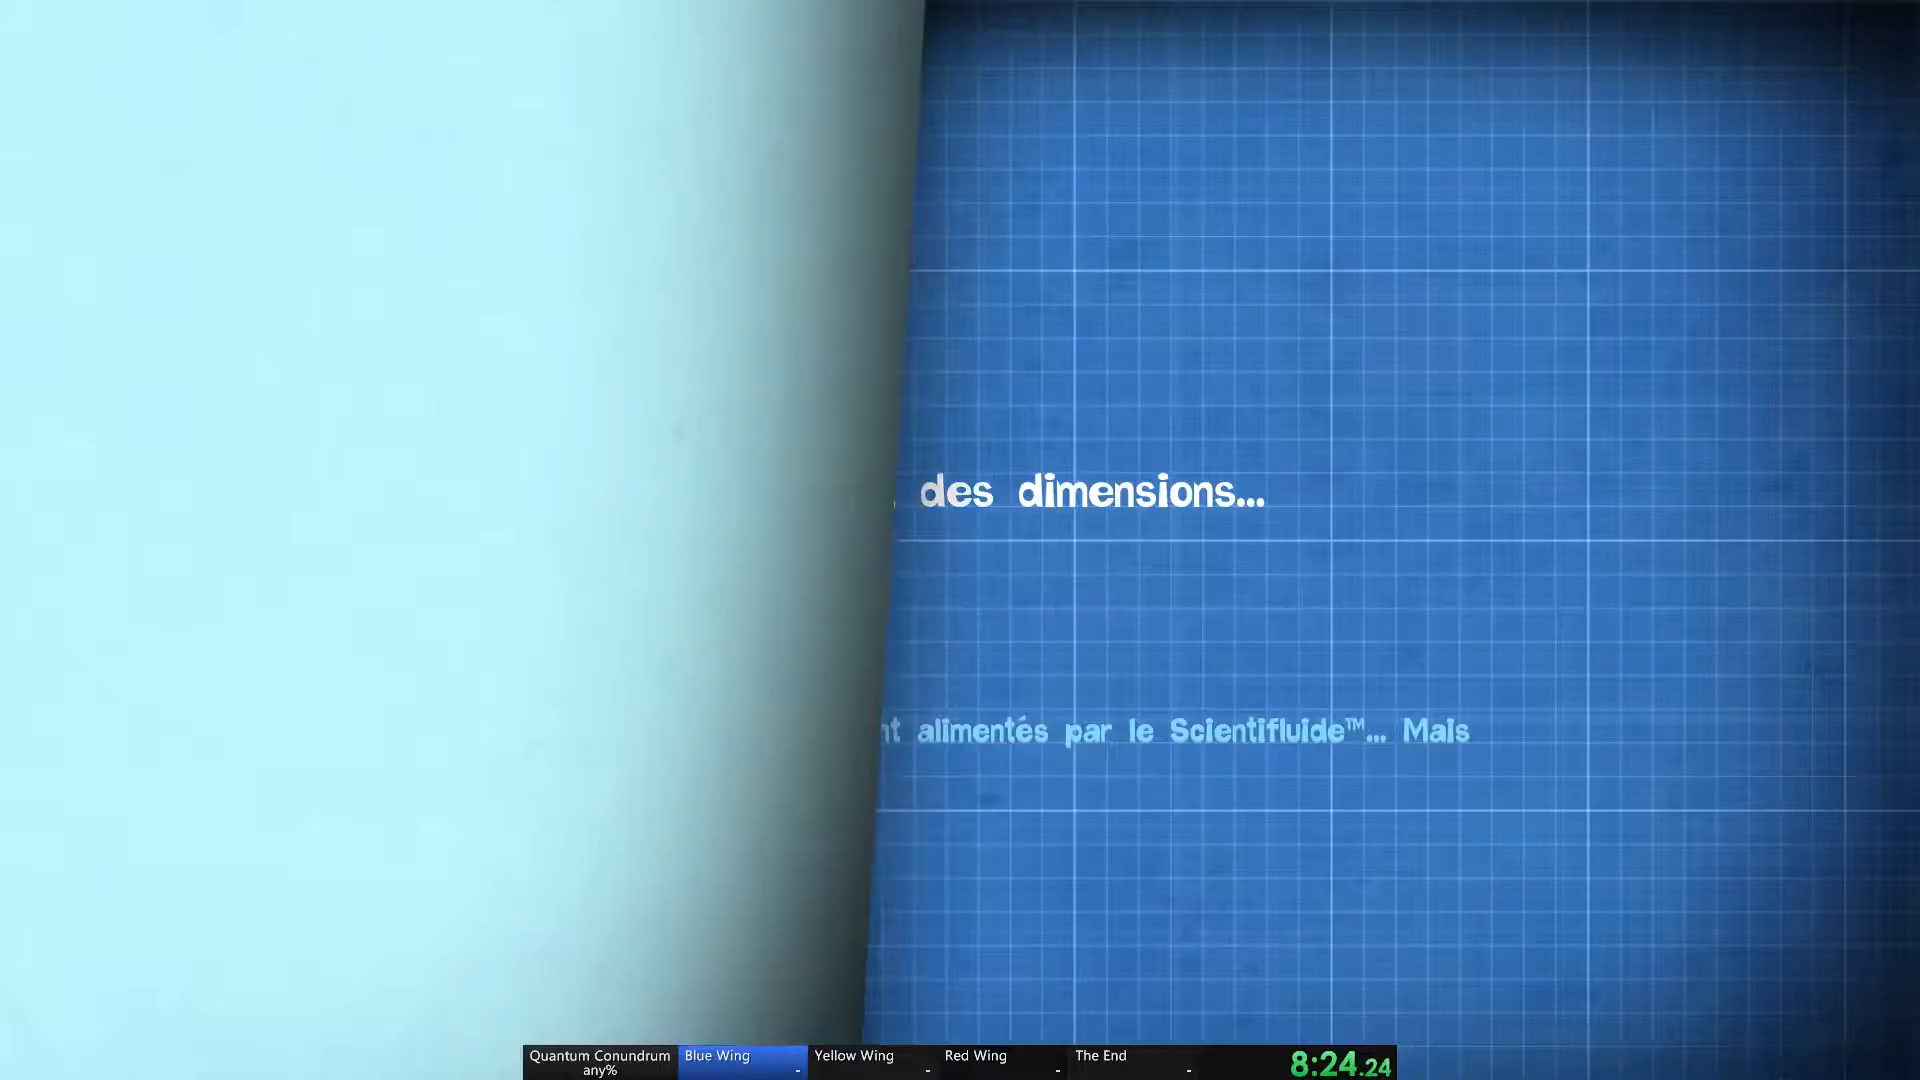 des dimensions...
alimentés par le Scientifluide™... Mais
Quantum Conundrum
any%
Blue Wing
-
Yellow Wing
-
Red Wing
-
The End
-
8:24.24